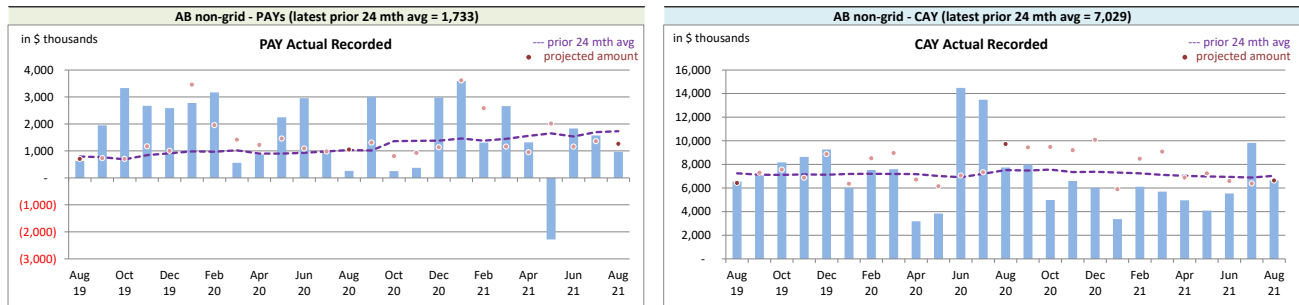 AB non-grid - PAYs (latest prior 24 mth avg = 1,733)
in $ thousands
PAY Actual Recorded
--- prior 24 mth avg
• projected amount
4,000
3,000
2,000
1,000
-
(1,000)
(2,000)
(3,000)
Aug Oct Dec Feb Apr Jun Aug Oct Dec Feb Apr Jun Aug
19 19 19 20 20 20 20 20 20 21 21 21 21
AB non-grid - CAY (latest prior 24 mth avg = 7,029)
in $ thousands
CAY Actual Recorded
--- prior 24 mth avg
• projected amount
16,000
14,000
12,000
10,000
8,000
6,000
4,000
2,000
-
Aug Oct Dec Feb Apr Jun Aug Oct Dec Feb Apr Jun Aug
19 19 19 20 20 20 20 20 20 21 21 21 21